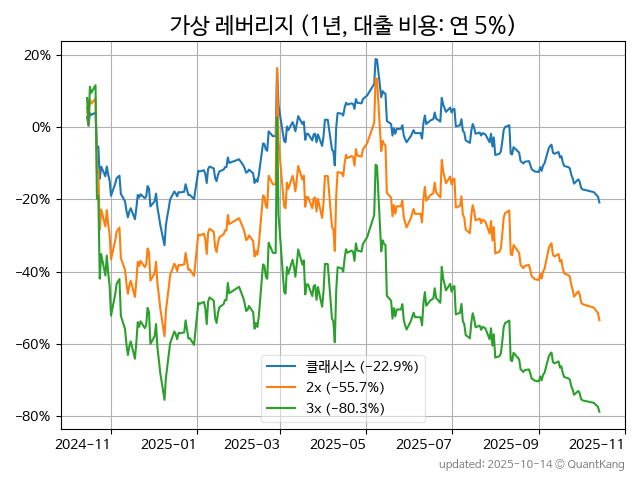 가상 레버리지 (1년, 대출 비용: 연 5%)
20%
0%
−20%
−40%
−60%
−80%
클래시스 (−22.9%)
2x (−55.7%)
3x (−80.3%)
2024-11
2025-01
2025-03
2025-05
2025-07
2025-09
2025-11
updated: 2025-10-14 © QuantKang